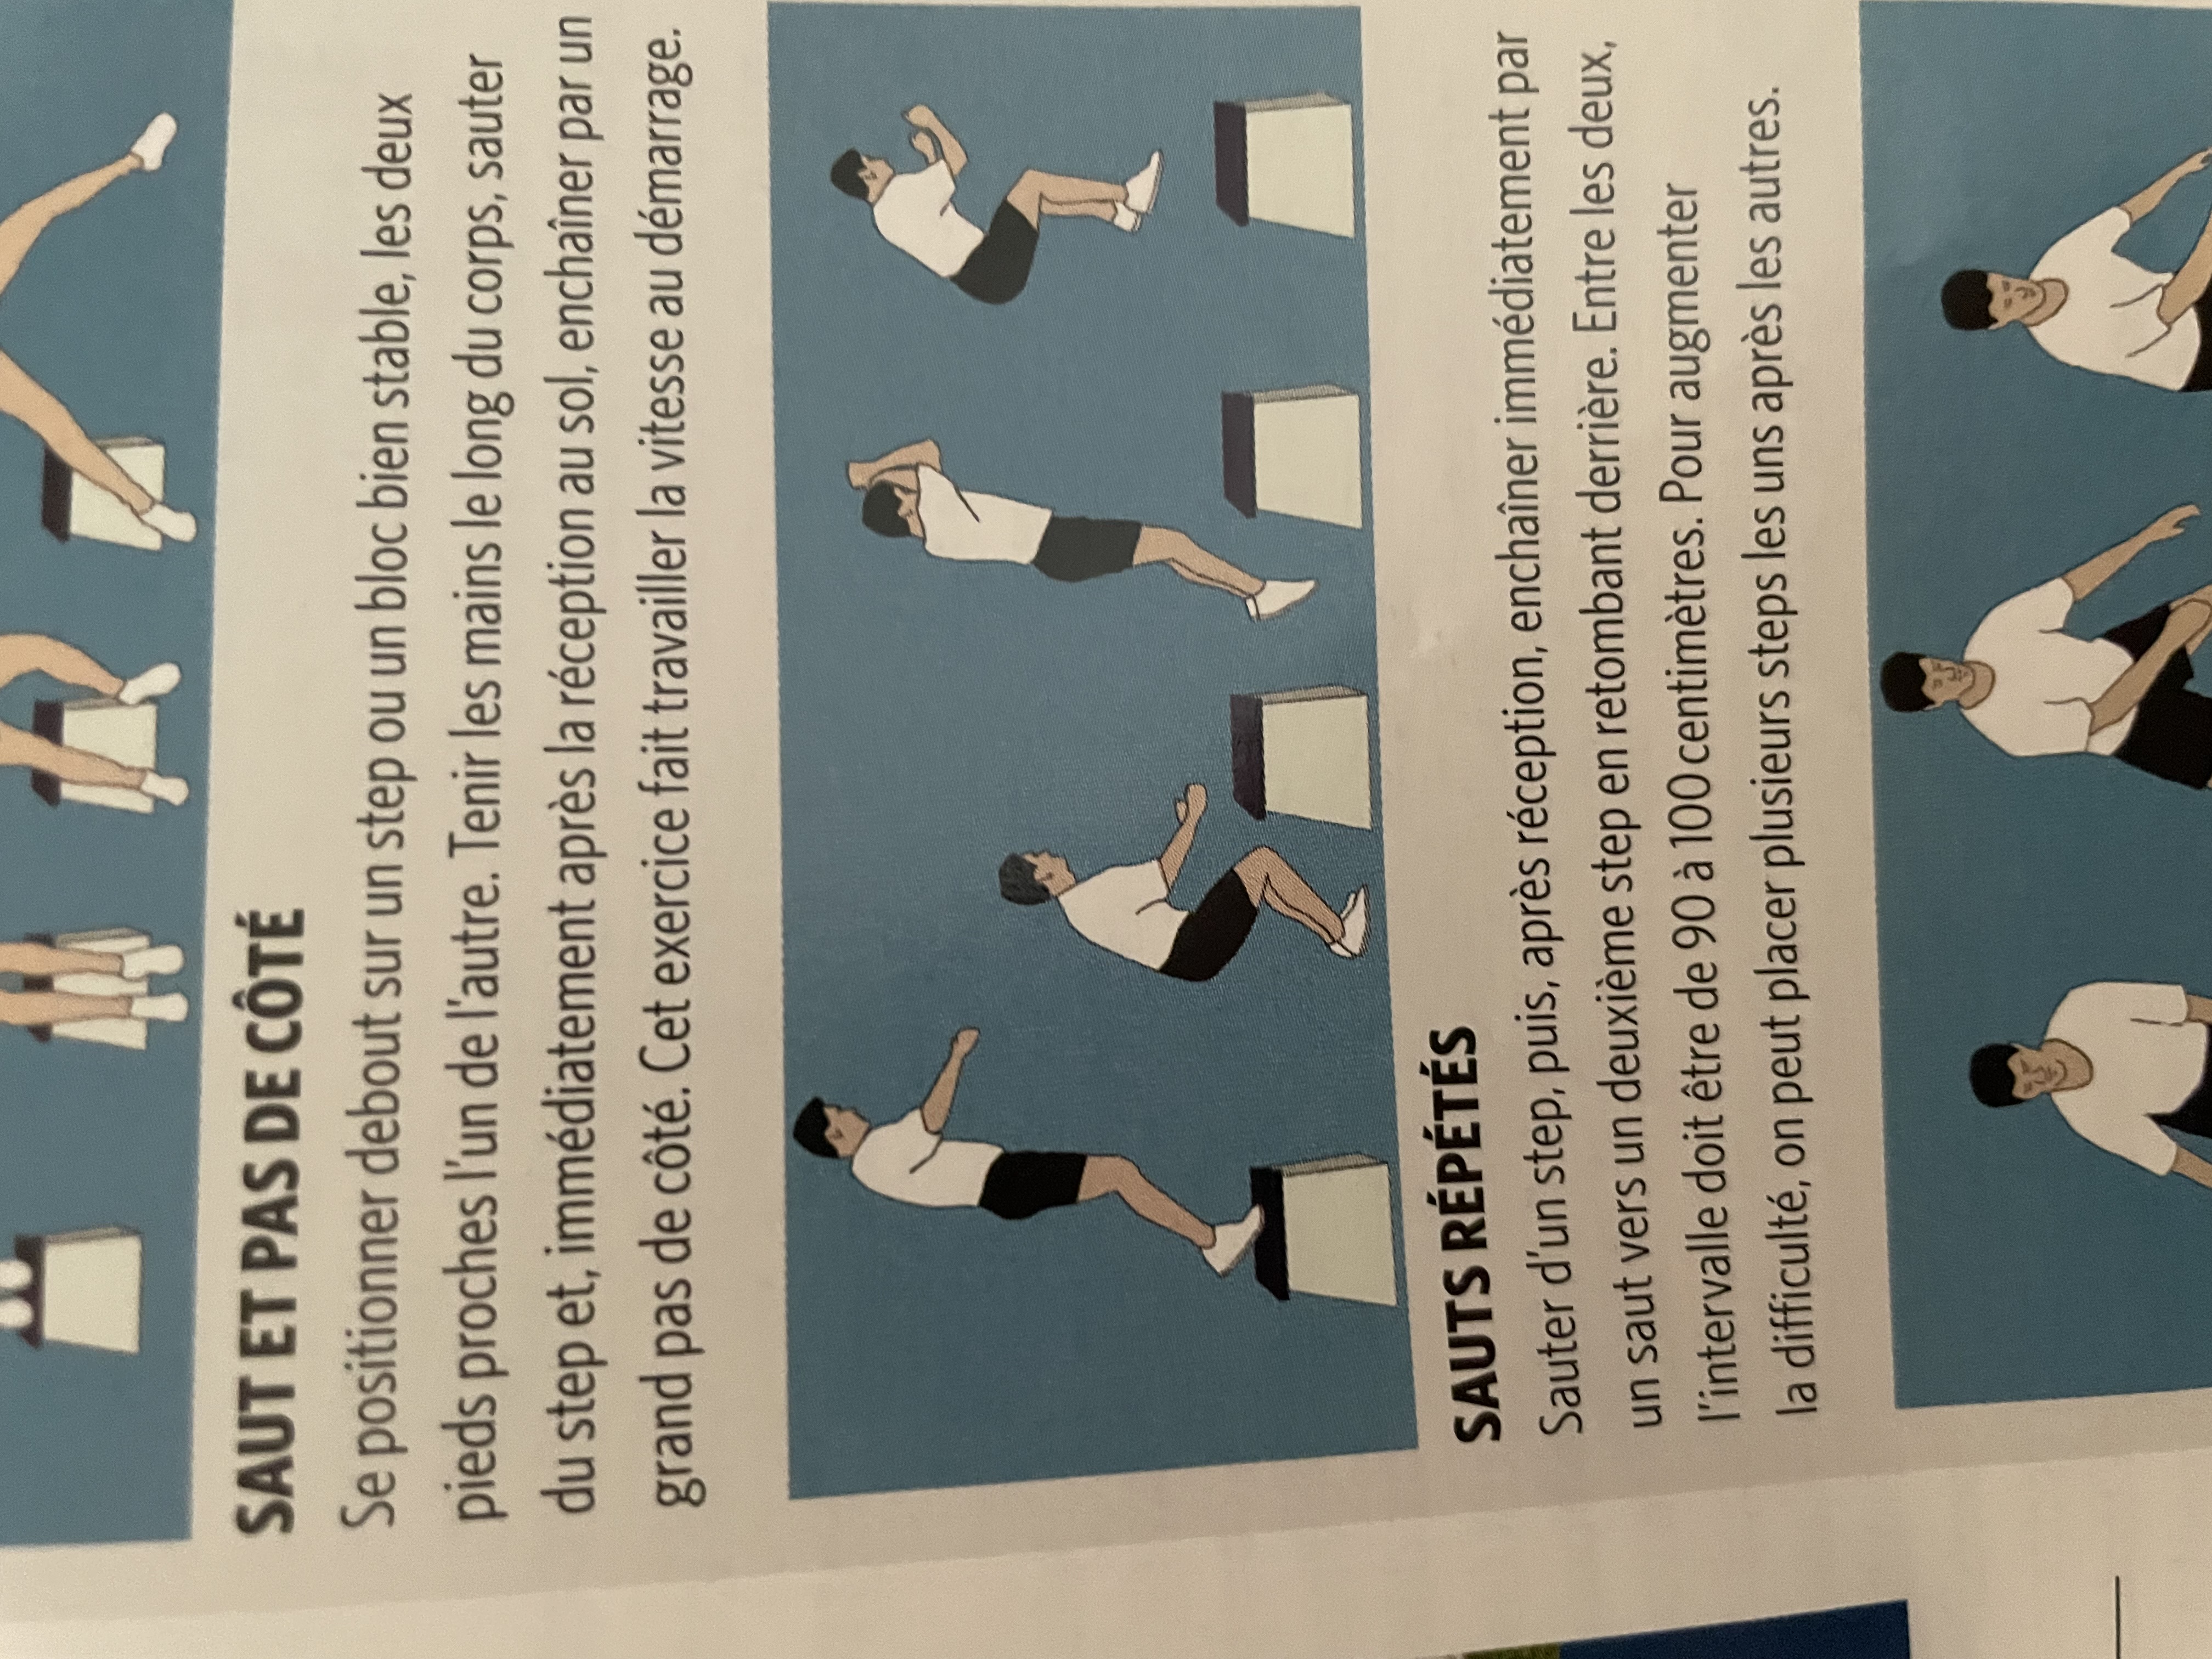 SAUT ET PAS DE CÔTÉ
Se positionner debout sur un step ou un bloc bien stable, les deux
pieds proches l'un de l'autre. Tenir les mains le long du corps, sauter
du step et, immédiatement après la réception au sol, enchaîner par un
grand pas de côté. Cet exercice fait travailler la vitesse au démarrage.
SAUTS RÉPÉTÉS
Sauter d'un step, puis, après réception, enchaîner immédiatement par
un saut vers un deuxième step en retombant derrière. Entre les deux,
l'intervalle doit être de 90 à 100 centimètres. Pour augmenter
la difficulté, on peut placer plusieurs steps les uns après les autres.